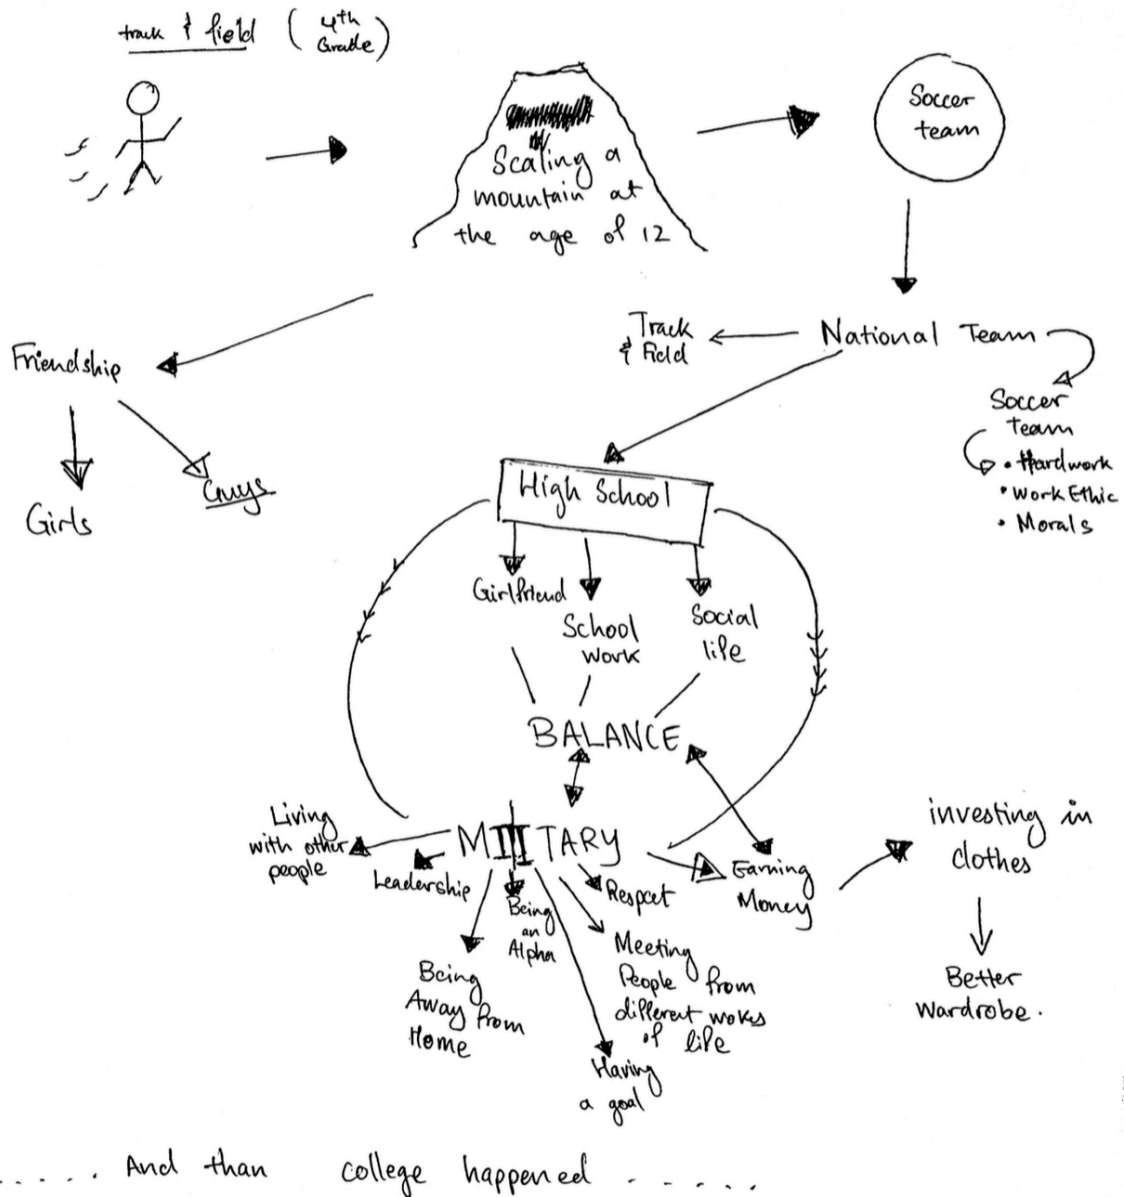 track & field (4th Grade)
Scaling a
mountain at
the age of 12
Soccer
team
National Team
Track
& Field
Soccer
Team
• Hardwork
• Work Ethic
• Morals
Friendship
Girls
Guys
High School
Girlfriend
School
work
Social
life
BALANCE
MILITARY
Living
with other
people
Leadership
Being
Away from
Home
Being
an
Alpha
Having
a goal
Meeting
People from
different wokes
of life
Respect
Earning
Money
investing in
clothes
Better
wardrobe.
...... And than college happened ......